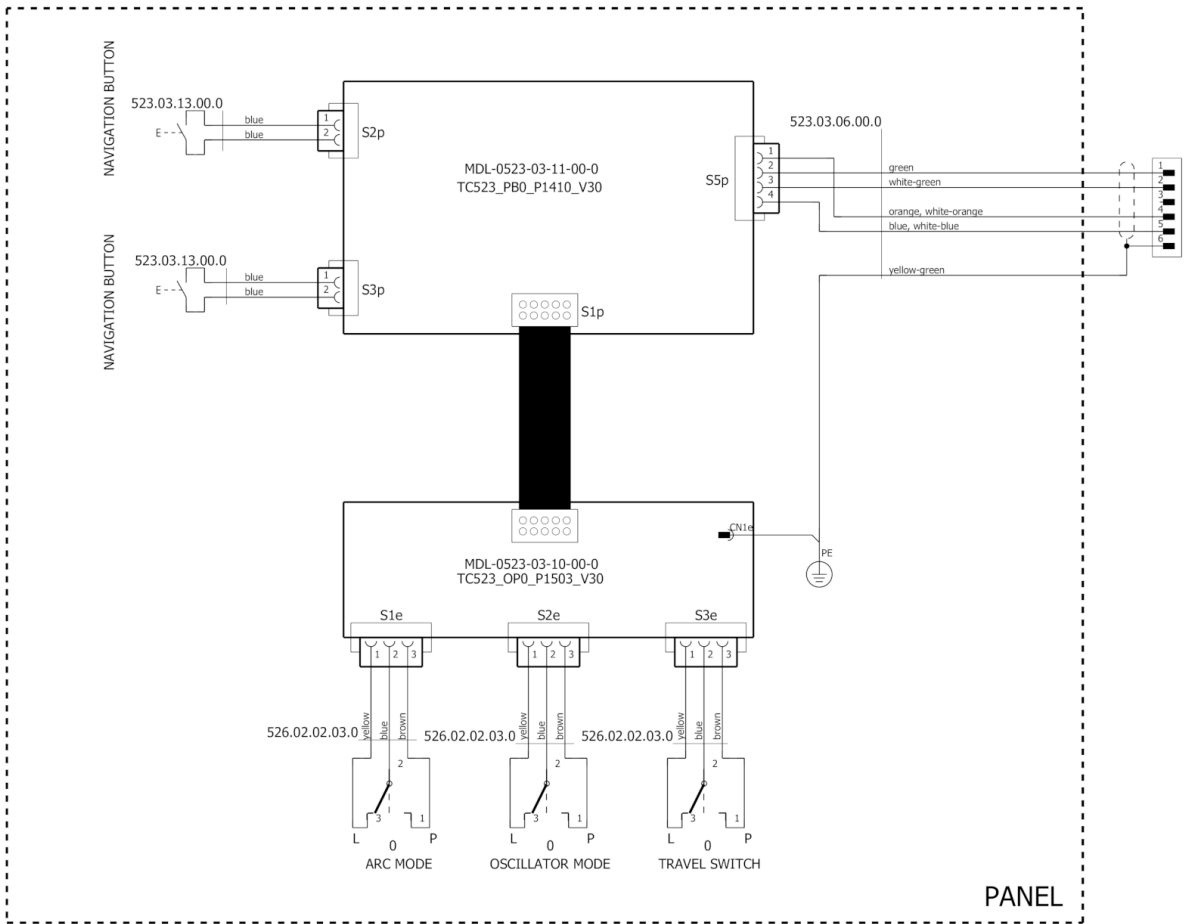 NAVIGATION BUTTON
523.03.13.00.0
E
blue
blue
1
2
S2p
MDL-0523-03-11-00-0
TC523_PB0_P1410_V30
S5p
1
2
3
4
523.03.06.00.0
green
white-green
orange, white-orange
blue, white-blue
yellow-green
1
2
3
4
5
6
NAVIGATION BUTTON
523.03.13.00.0
E
blue
blue
1
2
S3p
S1p
CN1e
PE
MDL-0523-03-10-00-0
TC523_OP0_P1503_V30
S1e
S2e
S3e
1 2 3
1 2 3
1 2 3
526.02.02.03.0
yellow
blue
brown
526.02.02.03.0
yellow
blue
brown
526.02.02.03.0
yellow
blue
brown
2
3
1
L
0
P
ARC MODE
2
3
1
L
0
P
OSCILLATOR MODE
2
3
1
L
0
P
TRAVEL SWITCH
PANEL